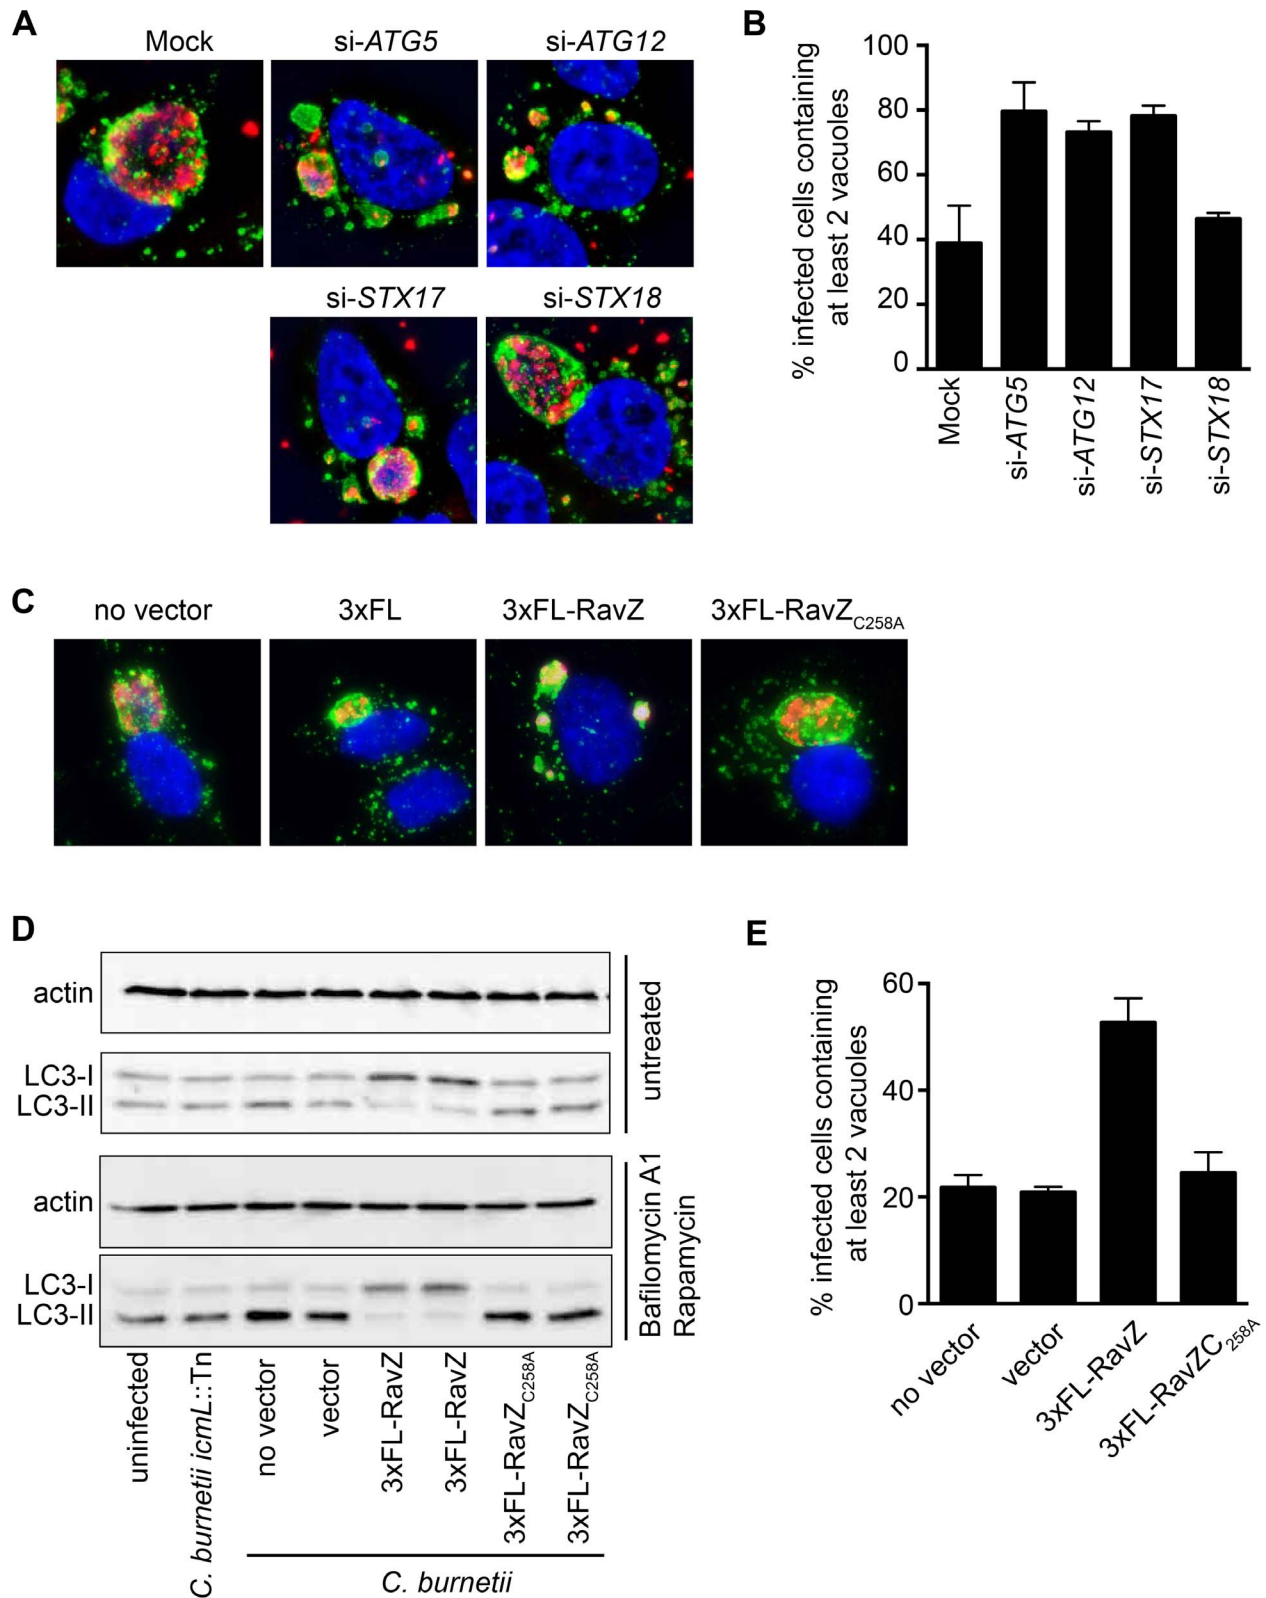 A
Mock
si-ATG5
si-ATG12
si-STX17
si-STX18
B
% infected cells containing
at least 2 vacuoles
100
80
60
40
20
0
Mock
si-ATG5
si-ATG12
si-STX17
si-STX18
C
no vector
3xFL
3xFL-RavZ
3xFL-RavZC258A
D
actin
LC3-I
LC3-II
untreated
actin
LC3-I
LC3-II
Bafilomycin A1
Rapamycin
uninfected
C. burnetii icmL::Tn
no vector
vector
3xFL-RavZ
3xFL-RavZ
3xFL-RavZC258A
3xFL-RavZC258A
C. burnetii
E
% infected cells containing
at least 2 vacuoles
60
40
20
0
no vector
vector
3xFL-RavZ
3xFL-RavZC258A